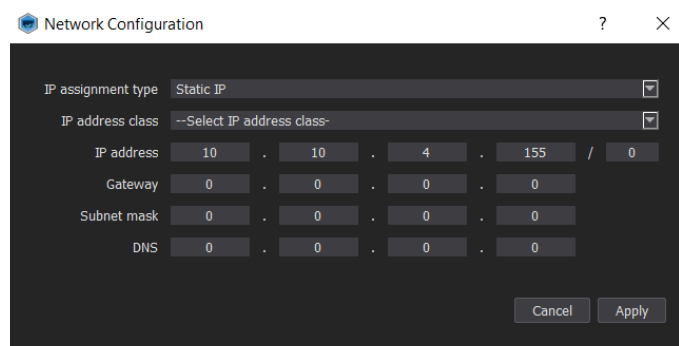 Network Configuration ? ×
IP assignment type Static IP
IP address class --Select IP address class-
IP address 10 . 10 . 4 . 155 / 0
Gateway 0 . 0 . 0 . 0
Subnet mask 0 . 0 . 0 . 0
DNS 0 . 0 . 0 . 0
Cancel Apply